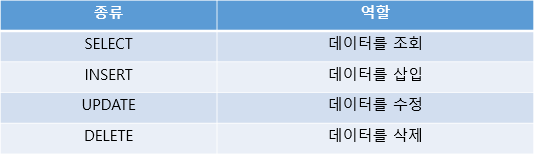 종류 역할
SELECT 데이터를 조회
INSERT 데이터를 삽입
UPDATE 데이터를 수정
DELETE 데이터를 삭제